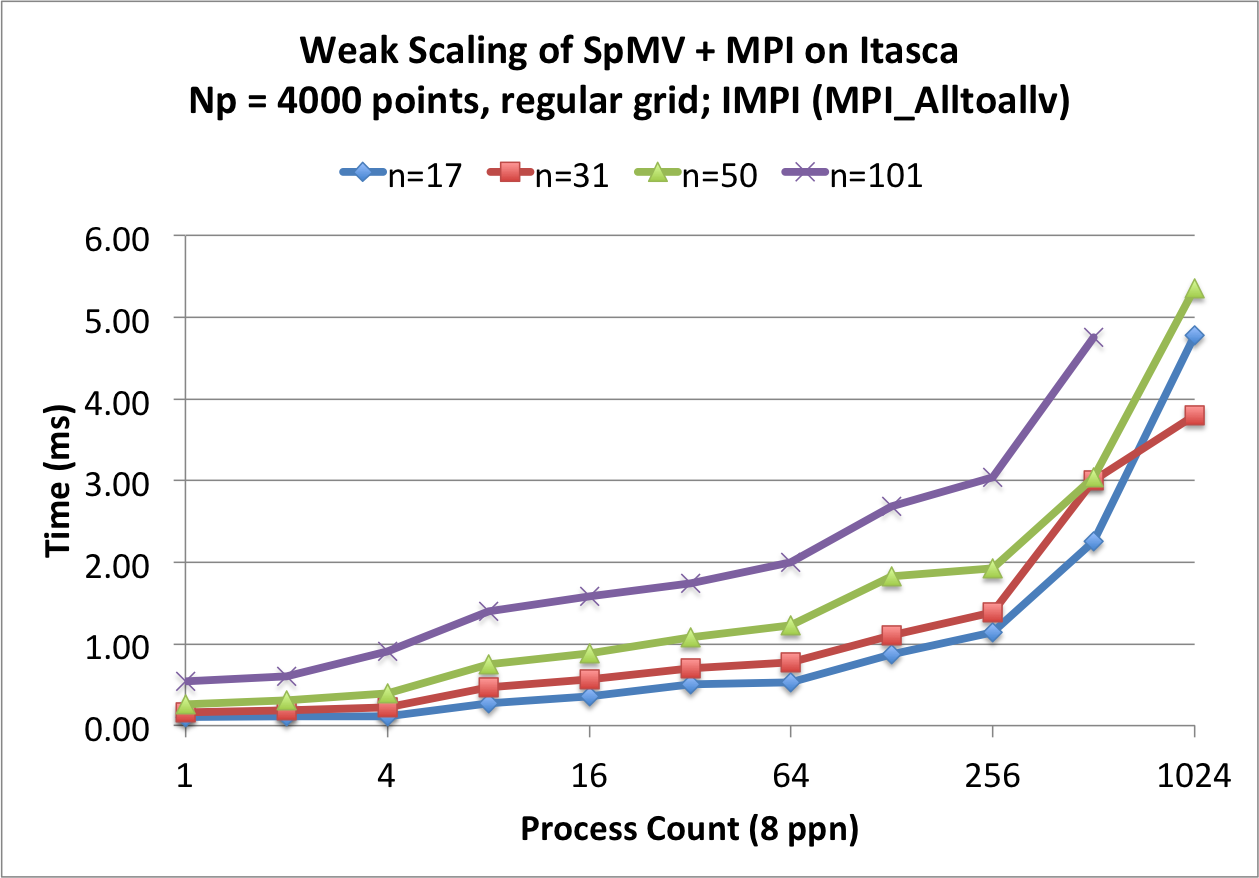 Weak Scaling of SpMV + MPI on Itasca
Np = 4000 points, regular grid; IMPI (MPI_Alltoallv)
n=17 n=31 n=50 n=101
6.00
5.00
4.00
3.00
2.00
1.00
0.00
Time (ms)
1 4 16 64 256 1024
Process Count (8 ppn)